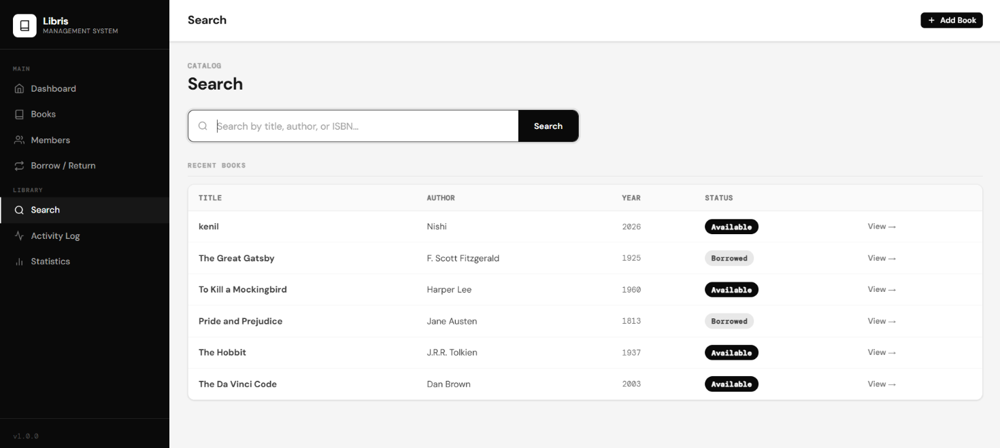 Libris
MANAGEMENT SYSTEM
MAIN
Dashboard
Books
Members
Borrow / Return
LIBRARY
Search
Activity Log
Statistics
v1.0.0
Search
+ Add Book
CATALOG
Search
Search by title, author, or ISBN...
Search
RECENT BOOKS
TITLE AUTHOR YEAR STATUS
kenil Nishi 2026 Available View →
The Great Gatsby F. Scott Fitzgerald 1925 Borrowed View →
To Kill a Mockingbird Harper Lee 1960 Available View →
Pride and Prejudice Jane Austen 1813 Borrowed View →
The Hobbit J.R.R. Tolkien 1937 Available View →
The Da Vinci Code Dan Brown 2003 Available View →